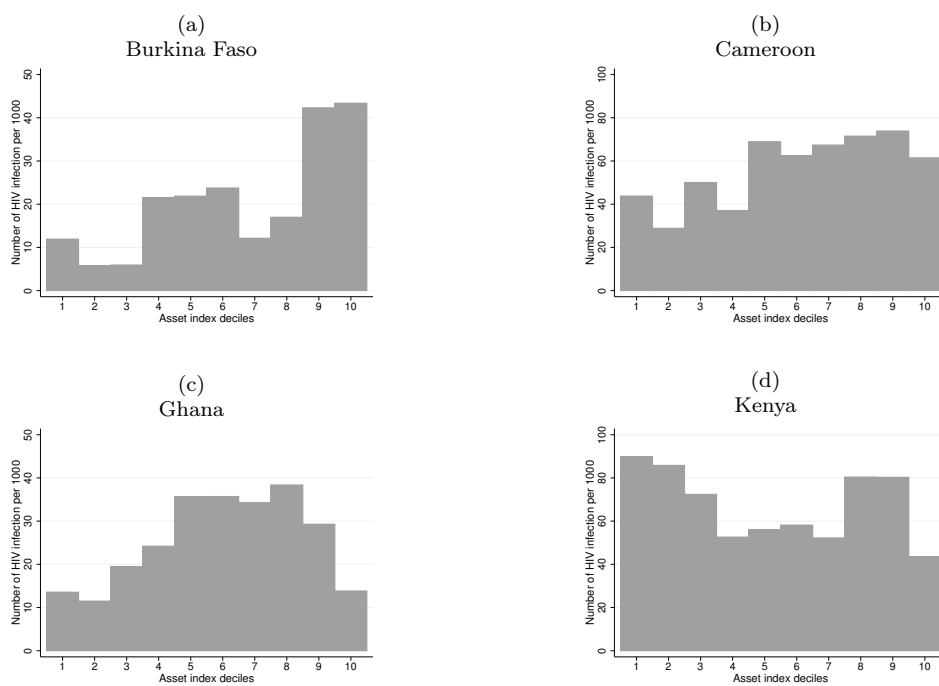 (a)
Burkina Faso
Number of HIV infection per 1000
0 10 20 30 40 50
1 2 3 4 5 6 7 8 9 10
Asset index deciles
(b)
Cameroon
Number of HIV infection per 1000
0 20 40 60 80 100
1 2 3 4 5 6 7 8 9 10
Asset index deciles
(c)
Ghana
Number of HIV infection per 1000
0 10 20 30 40 50
1 2 3 4 5 6 7 8 9 10
Asset index deciles
(d)
Kenya
Number of HIV infection per 1000
0 20 40 60 80 100
1 2 3 4 5 6 7 8 9 10
Asset index deciles